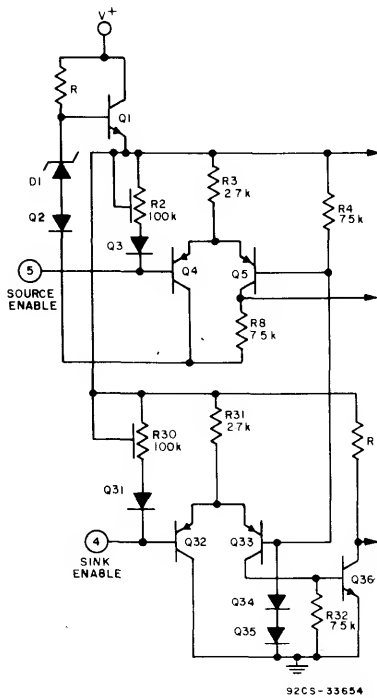 V+
R
Q1
D1
R2
100k
R3
2.7k
R4
7.5k
Q2
Q3
5
SOURCE
ENABLE
Q4
Q5
R8
7.5k
R30
100k
R31
2.7k
R
Q31
4
SINK
ENABLE
Q32
Q33
Q36
Q34
Q35
R32
7.5k
92CS-33654